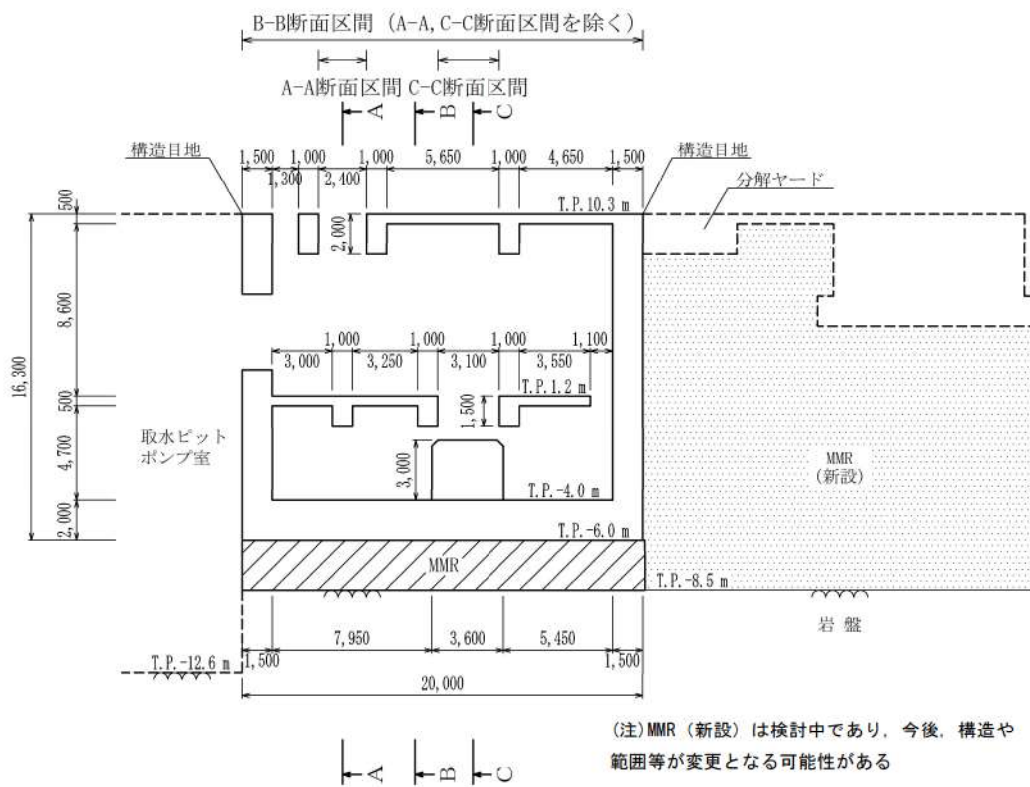 B-B断面区間（A-A,C-C断面区間を除く）
A-A断面区間 C-C断面区間
A B C
構造目地
1,500 1,000 1,000 5,650 1,000 4,650 1,500
構造目地
1,300 2,400
分解ヤード
T.P.10.3 m
500
2,000
8,600
16,300
1,000 1,000 1,000 1,100
3,000 3,250 3,100 3,550
T.P.1.2 m
500
1,500
取水ピット
ポンプ室
4,700
3,000
MMR
(新設)
T.P.-4.0 m
2,000
T.P.-6.0 m
MMR
T.P.-8.5 m
岩 盤
7,950 3,600 5,450
T.P.-12.6 m
1,500 1,500
20,000
(注)MMR（新設）は検討中であり，今後，構造や
範囲等が変更となる可能性がある
A B C